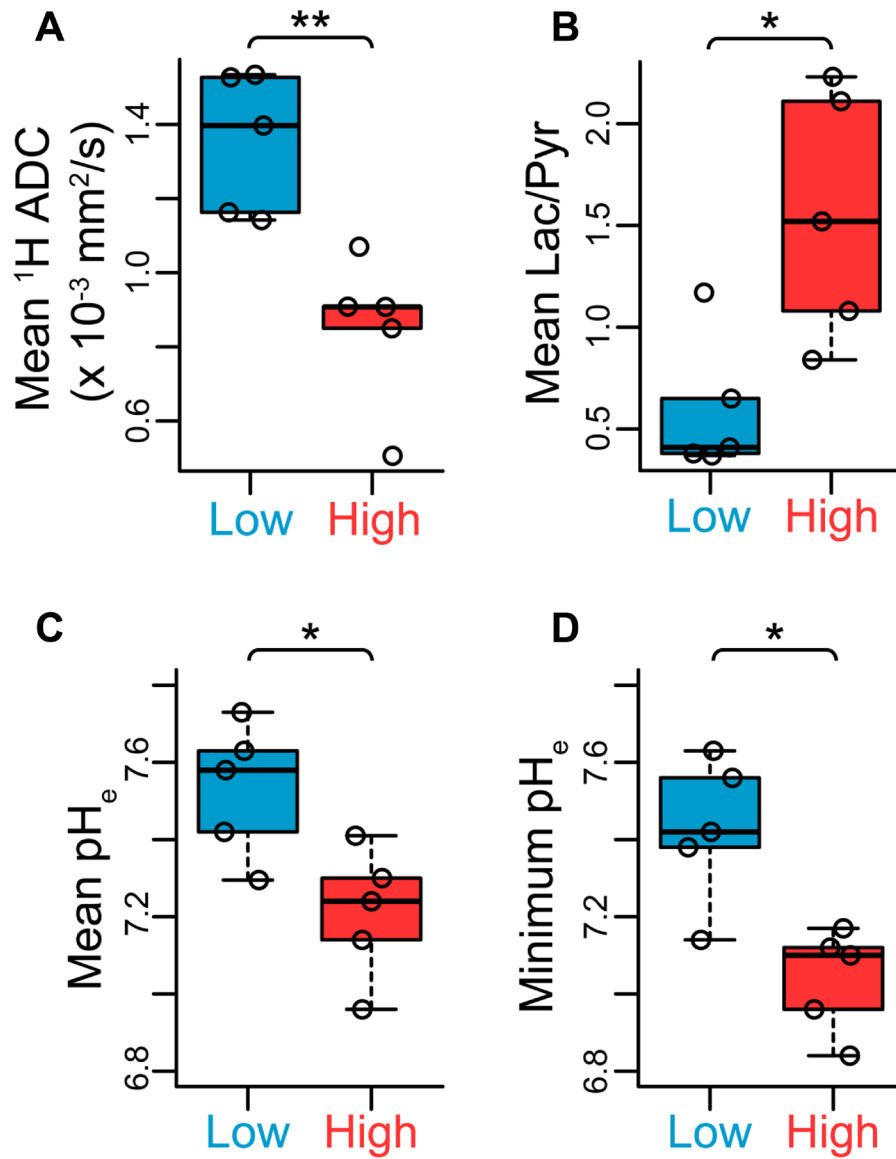 A
**
Mean ¹H ADC
(x 10⁻³ mm²/s)
1.4
1.0
0.6
Low
High
B
*
Mean Lac/Pyr
2.0
1.5
1.0
0.5
Low
High
C
*
Mean pHₑ
7.6
7.2
6.8
Low
High
D
*
Minimum pHₑ
7.6
7.2
6.8
Low
High